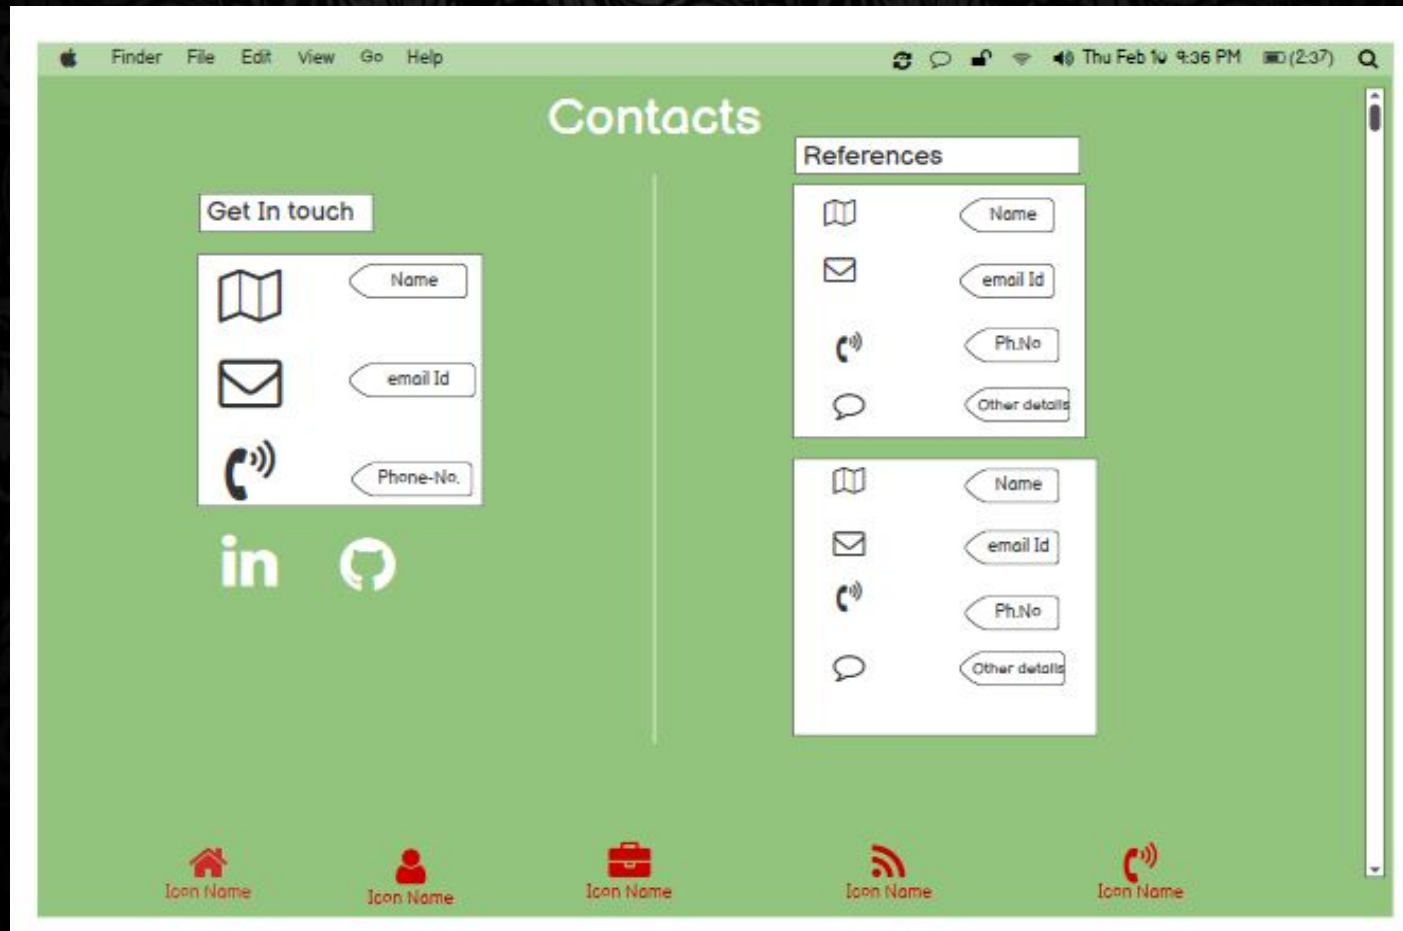 Finder File Edit View Go Help
Thu Feb 10 9:36 PM (2:37)
Contacts
Get In touch
Name
email Id
Phone-No.
in
References
Name
email Id
Ph.No
Other details
Name
email Id
Ph.No
Other details
Icon Name
Icon Name
Icon Name
Icon Name
Icon Name